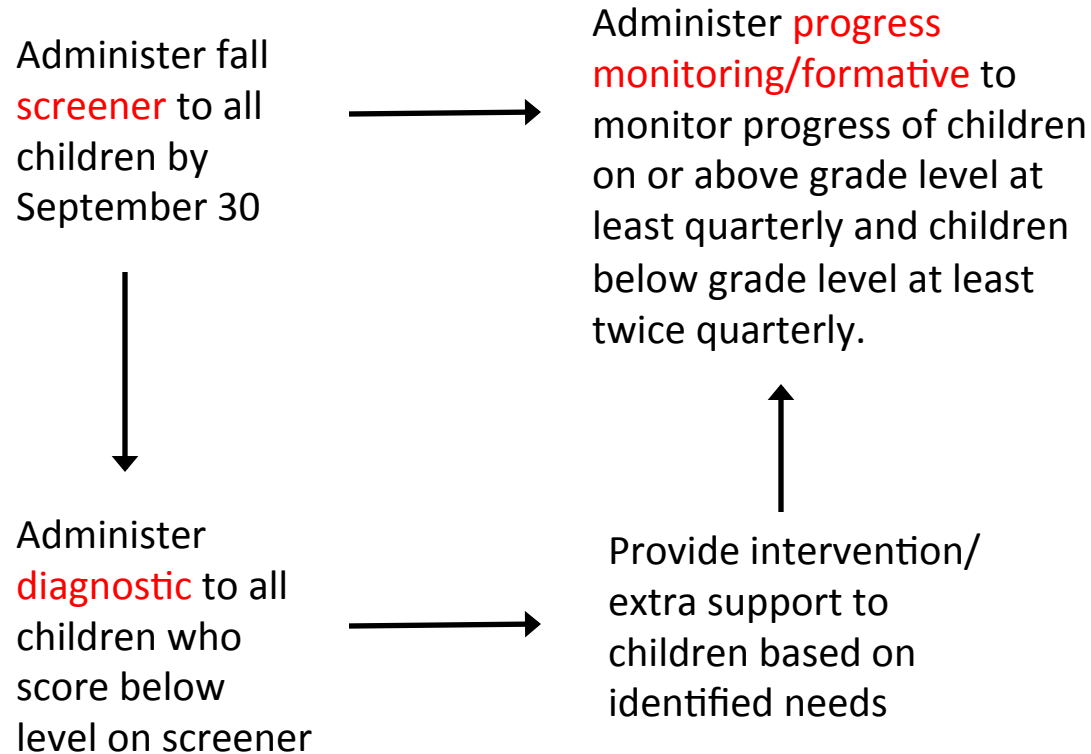 Administer fall
screener to all
children by
September 30
Administer progress
monitoring/formative to
monitor progress of children
on or above grade level at
least quarterly and children
below grade level at least
twice quarterly.
Administer
diagnostic to all
children who
score below
level on screener
Provide intervention/
extra support to
children based on
identified needs